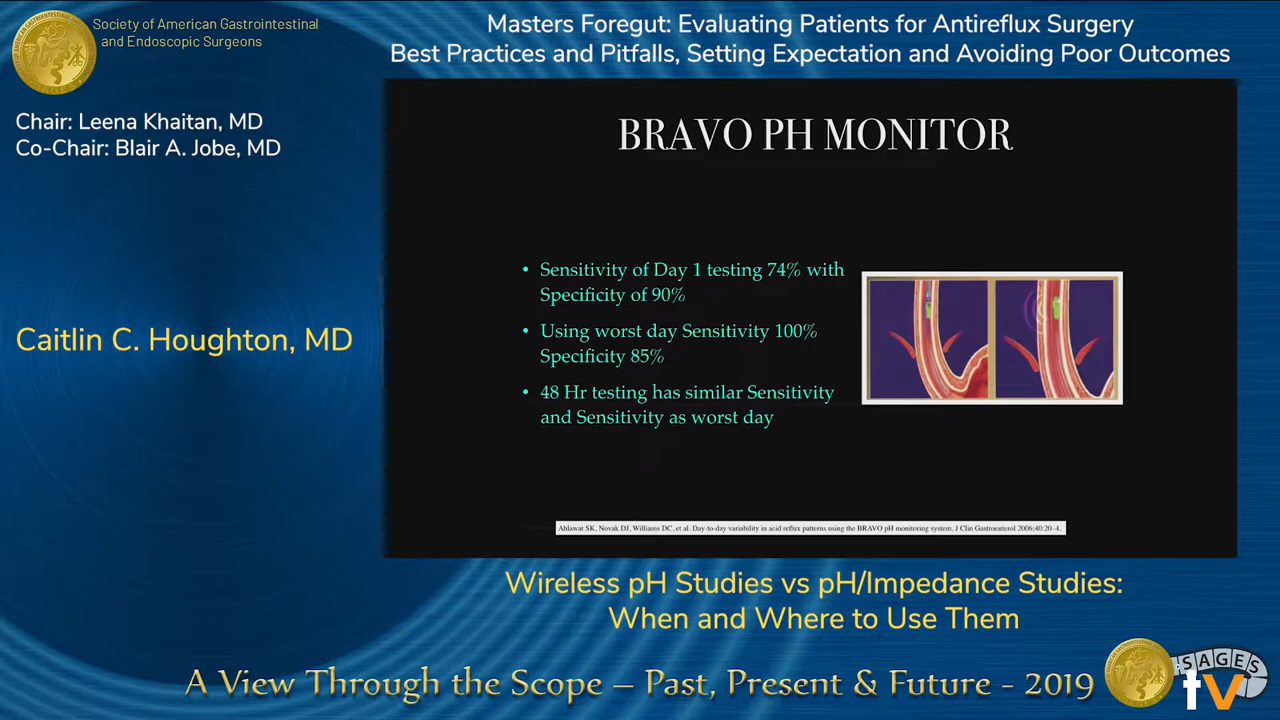 Society of American Gastrointestinal
and Endoscopic Surgeons
Masters Foregut: Evaluating Patients for Antireflux Surgery
Best Practices and Pitfalls, Setting Expectation and Avoiding Poor Outcomes
Chair: Leena Khaitan, MD
Co-Chair: Blair A. Jobe, MD
Caitlin C. Houghton, MD
BRAVO PH MONITOR
• Sensitivity of Day 1 testing 74% with
Specificity of 90%
• Using worst day Sensitivity 100%
Specificity 85%
• 48 Hr testing has similar Sensitivity
and Sensitivity as worst day
Ahlawat SK, Novak DJ, Williams DC, et al. Day-to-day variability in acid reflux patterns using the BRAVO pH monitoring system. J Clin Gastroenterol 2006;40:20–4.
Wireless pH Studies vs pH/Impedance Studies:
When and Where to Use Them
A View Through the Scope – Past, Present & Future - 2019
SAGES
tv